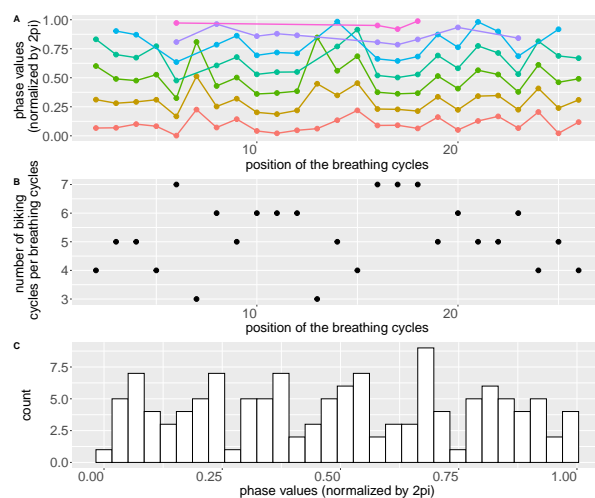 A
1.00
0.75
0.50
0.25
0.00
phase values
(normalized by 2pi)
10
20
position of the breathing cycles
B
7
6
5
4
3
number of biking
cycles per breathing cycles
10
20
position of the breathing cycles
C
7.5
5.0
2.5
0.0
count
0.00
0.25
0.50
0.75
1.00
phase values (normalized by 2pi)